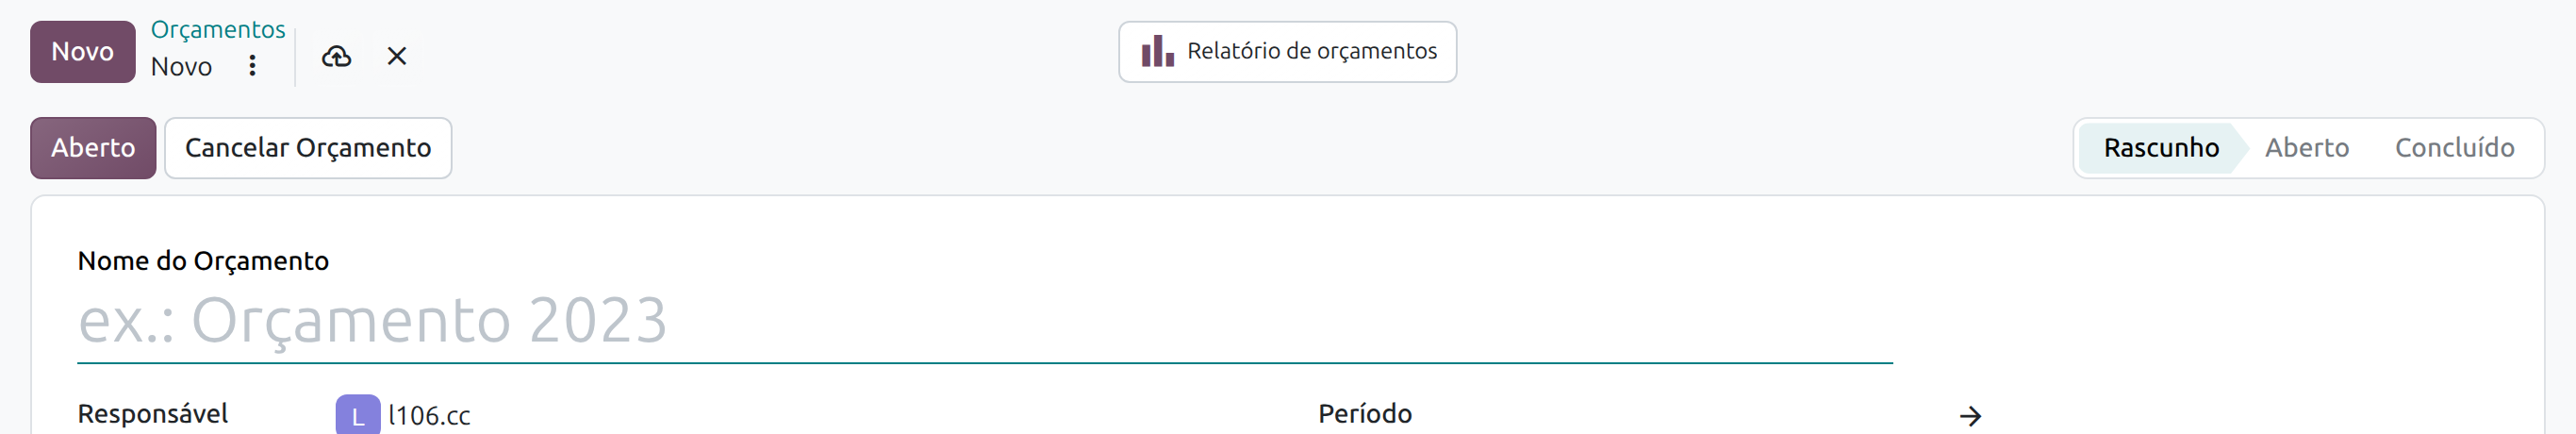 Novo
Orçamentos
Novo
Relatório de orçamentos
Aberto
Cancelar Orçamento
Rascunho
Aberto
Concluído
Nome do Orçamento
ex.: Orçamento 2023
Responsável
L
l106.cc
Período